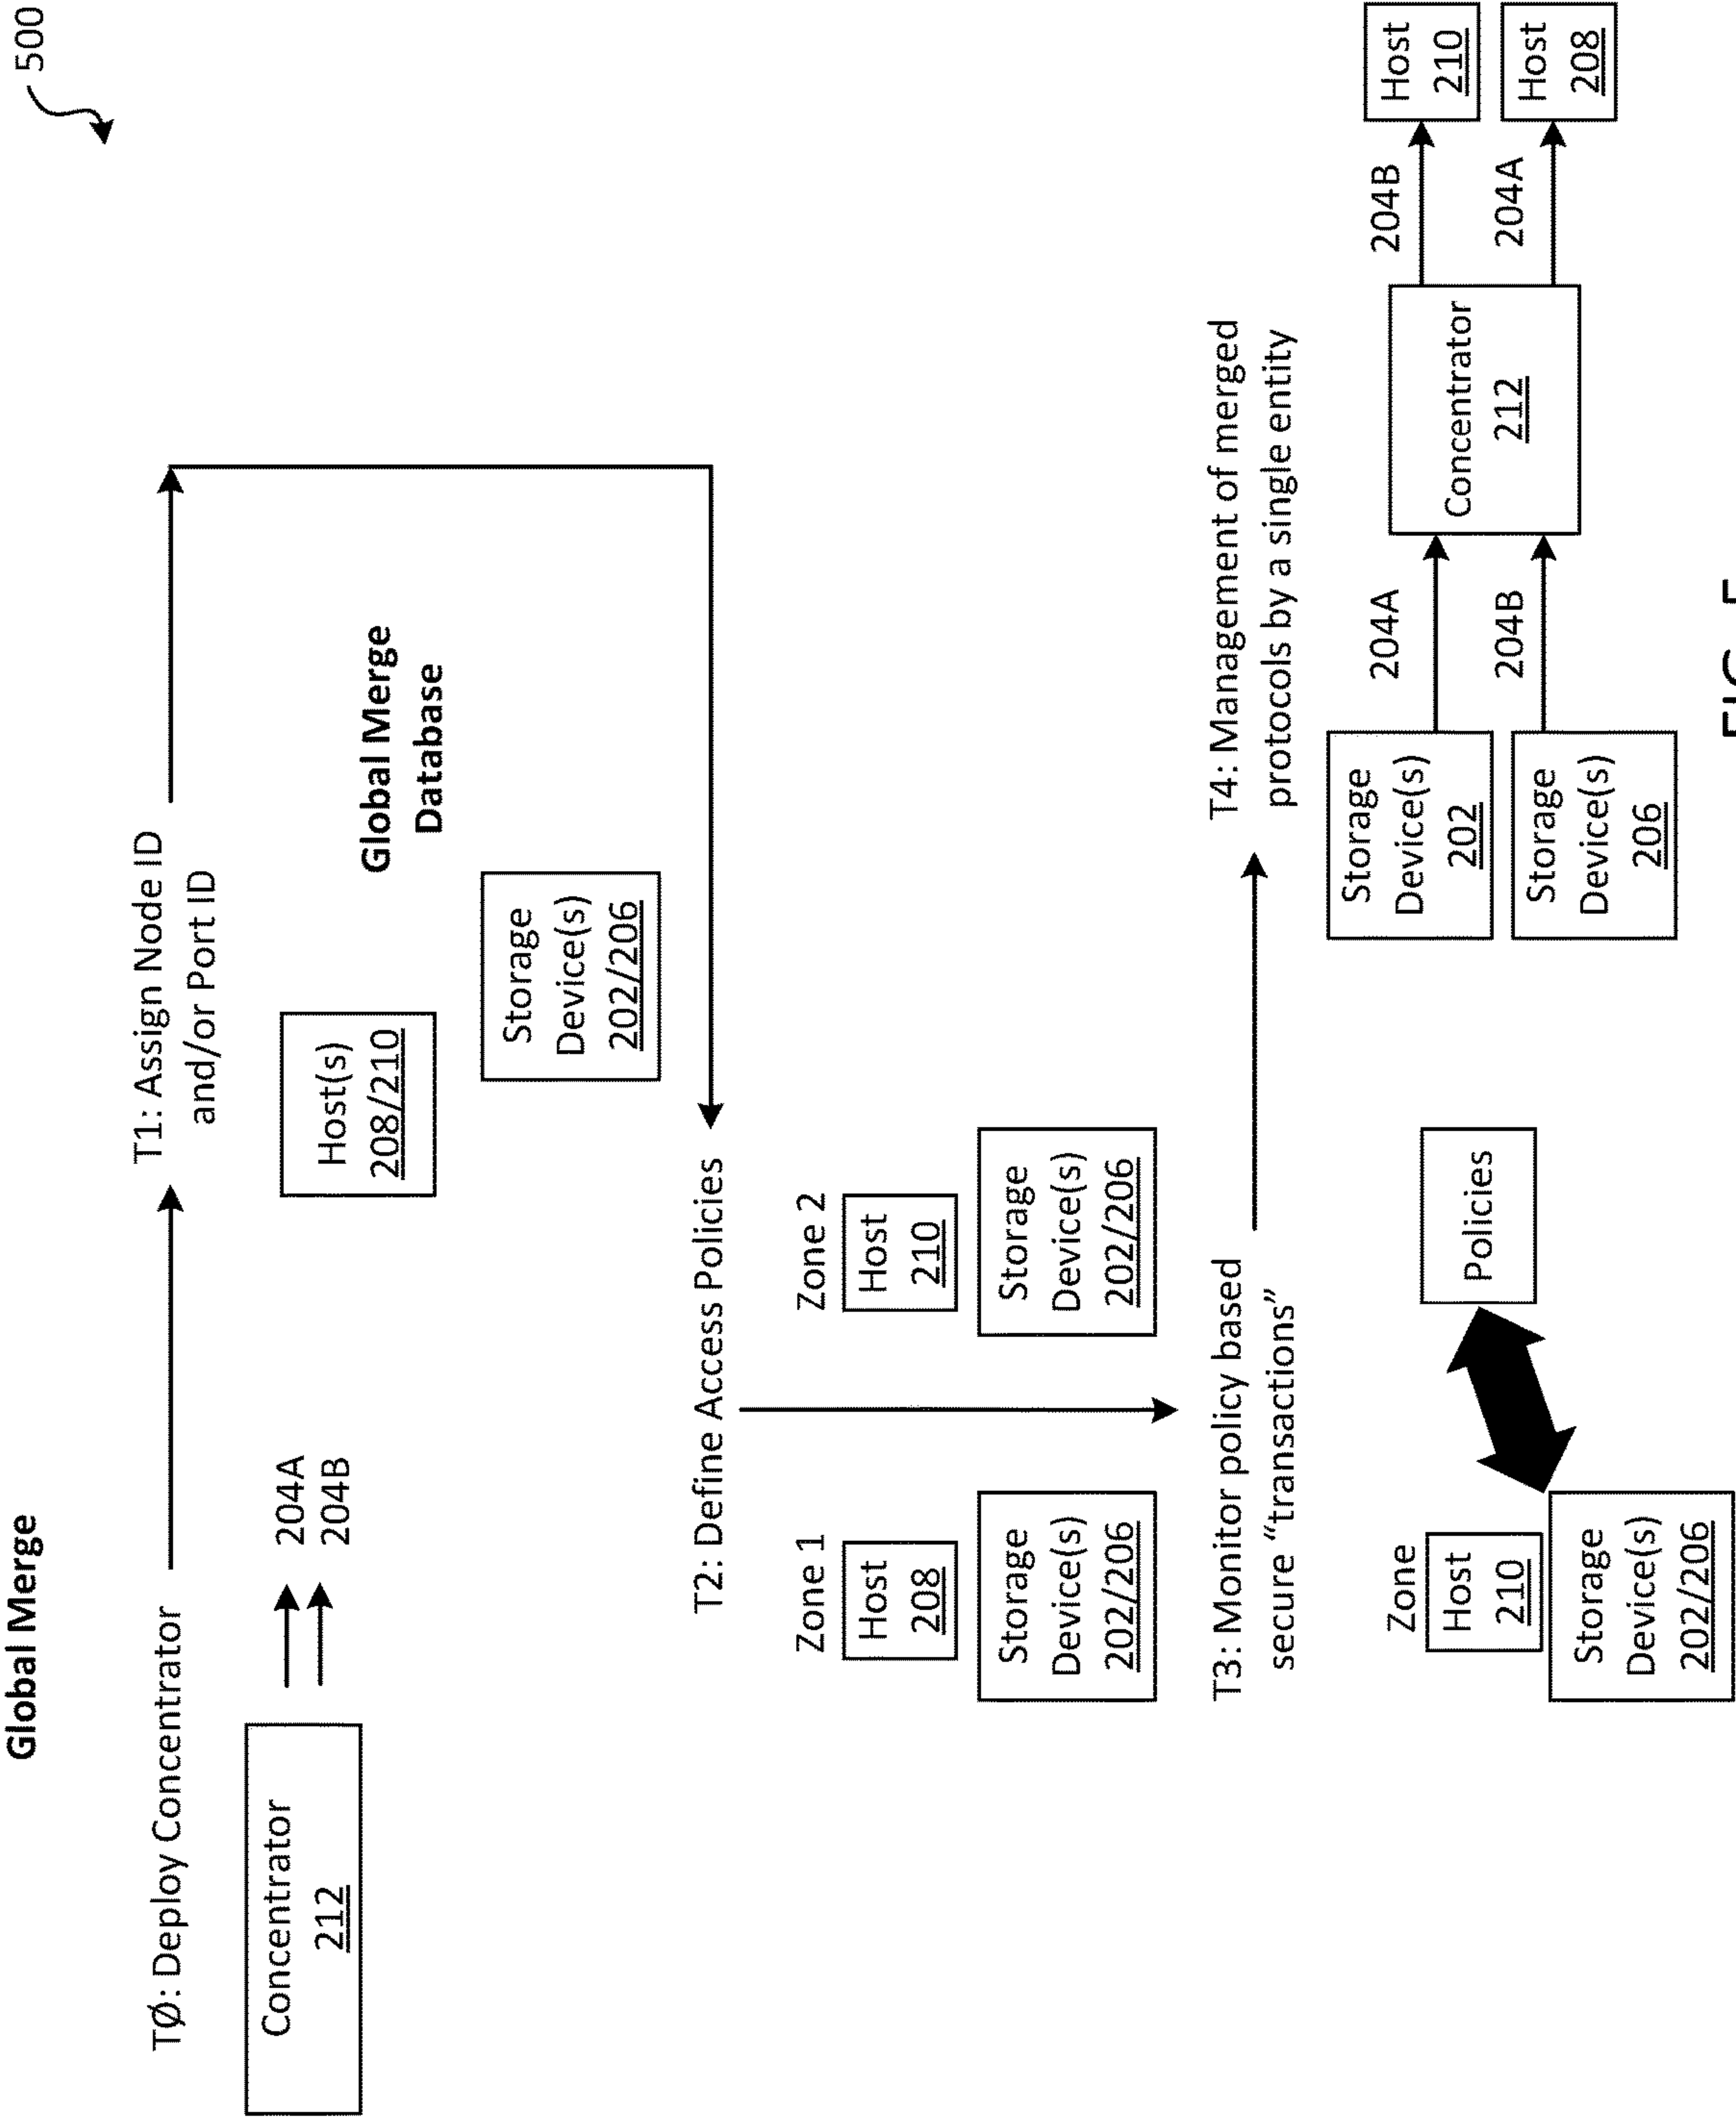 Global Merge
500
TØ: Deploy Concentrator
Concentrator
212
204A
204B
T1: Assign Node ID
and/or Port ID
Host(s)
208/210
Storage
Device(s)
202/206
Global Merge
Database
T2: Define Access Policies
Zone 1
Host
208
Storage
Device(s)
202/206
Zone 2
Host
210
Storage
Device(s)
202/206
T3: Monitor policy based
secure “transactions”
Zone
Host
210
Storage
Device(s)
202/206
Policies
T4: Management of merged
protocols by a single entity
Storage
Device(s)
202
Storage
Device(s)
206
204A
204B
Concentrator
212
204B
204A
Host
210
Host
208